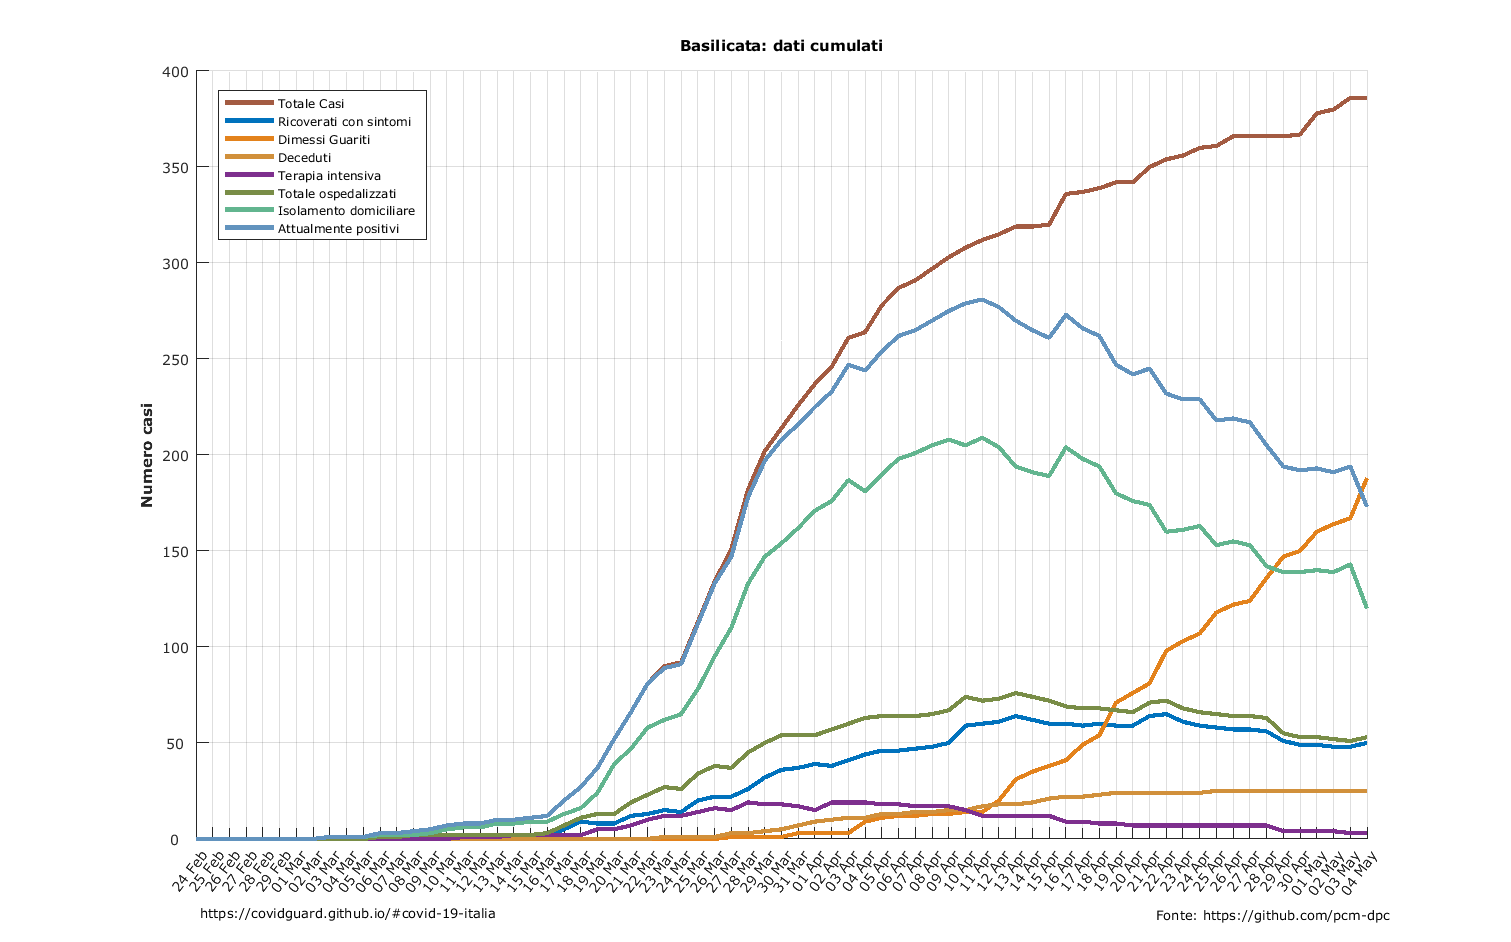 Basilicata: dati cumulati
400
350
300
250
200
150
100
50
0
Numero casi
Totale Casi
Ricoverati con sintomi
Dimessi Guariti
Deceduti
Terapia intensiva
Totale ospedalizzati
Isolamento domiciliare
Attualmente positivi
24 Feb
25 Feb
26 Feb
27 Feb
28 Feb
29 Feb
01 Mar
02 Mar
03 Mar
04 Mar
05 Mar
06 Mar
07 Mar
08 Mar
09 Mar
10 Mar
11 Mar
12 Mar
13 Mar
14 Mar
15 Mar
16 Mar
17 Mar
18 Mar
19 Mar
20 Mar
21 Mar
22 Mar
23 Mar
24 Mar
25 Mar
26 Mar
27 Mar
28 Mar
29 Mar
30 Mar
31 Mar
01 Apr
02 Apr
03 Apr
04 Apr
05 Apr
06 Apr
07 Apr
08 Apr
09 Apr
10 Apr
11 Apr
12 Apr
13 Apr
14 Apr
15 Apr
16 Apr
17 Apr
18 Apr
19 Apr
20 Apr
21 Apr
22 Apr
23 Apr
24 Apr
25 Apr
26 Apr
27 Apr
28 Apr
29 Apr
30 Apr
01 May
02 May
03 May
04 May
https://covidguard.github.io/#covid-19-italia
Fonte: https://github.com/pcm-dpc